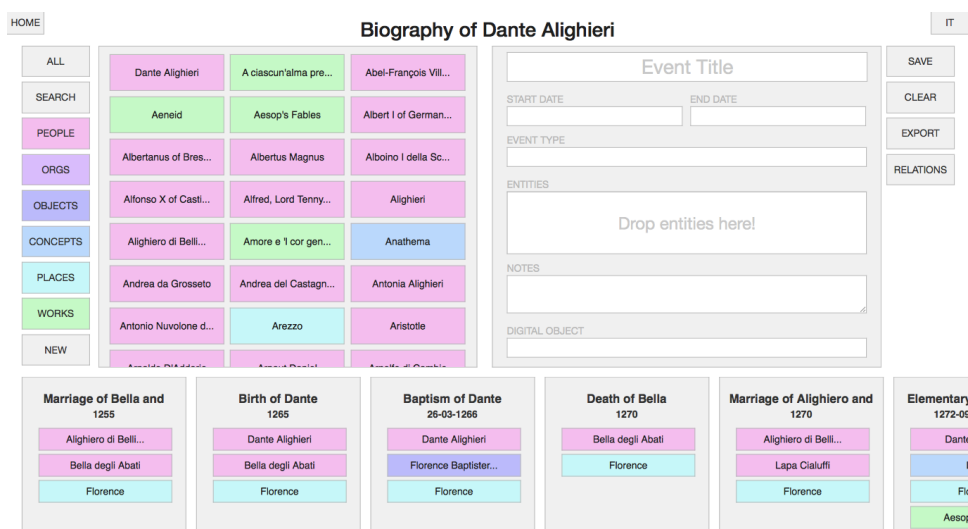 HOME
Biography of Dante Alighieri
IT
ALL
SEARCH
PEOPLE
ORGS
OBJECTS
CONCEPTS
PLACES
WORKS
NEW
Dante Alighieri
A ciascun'alma pre...
Abel-François Vill...
Aeneid
Aesop's Fables
Albert I of German...
Albertanus of Bres...
Albertus Magnus
Alboino I della Sc...
Alfonso X of Casti...
Alfred, Lord Tenny...
Alighieri
Alighiero di Belli...
Amore e 'l cor gen...
Anathema
Andrea da Grosseto
Andrea del Castagn...
Antonia Alighieri
Antonio Nuvolone d...
Arezzo
Aristotle
Event Title
START DATE
END DATE
EVENT TYPE
ENTITIES
Drop entities here!
NOTES
DIGITAL OBJECT
SAVE
CLEAR
EXPORT
RELATIONS
Marriage of Bella and
1255
Alighiero di Belli...
Bella degli Abati
Florence
Birth of Dante
1265
Dante Alighieri
Bella degli Abati
Florence
Baptism of Dante
26-03-1266
Dante Alighieri
Florence Baptister...
Florence
Death of Bella
1270
Bella degli Abati
Florence
Marriage of Alighiero and
1270
Alighiero di Belli...
Lapa Cialuffi
Florence
Elementary
1272-09
Dante
Aesop